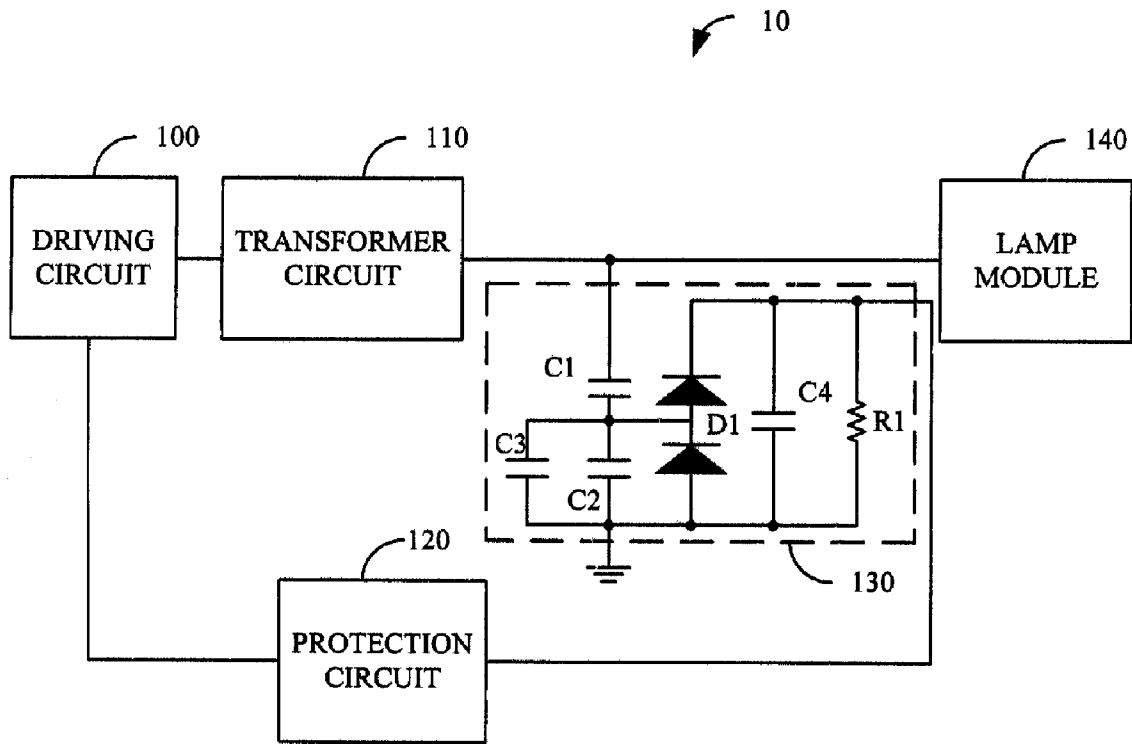 10
100
110
140
DRIVING
CIRCUIT
TRANSFORMER
CIRCUIT
LAMP
MODULE
C1
C4
D1
R1
C3
C2
120
130
PROTECTION
CIRCUIT